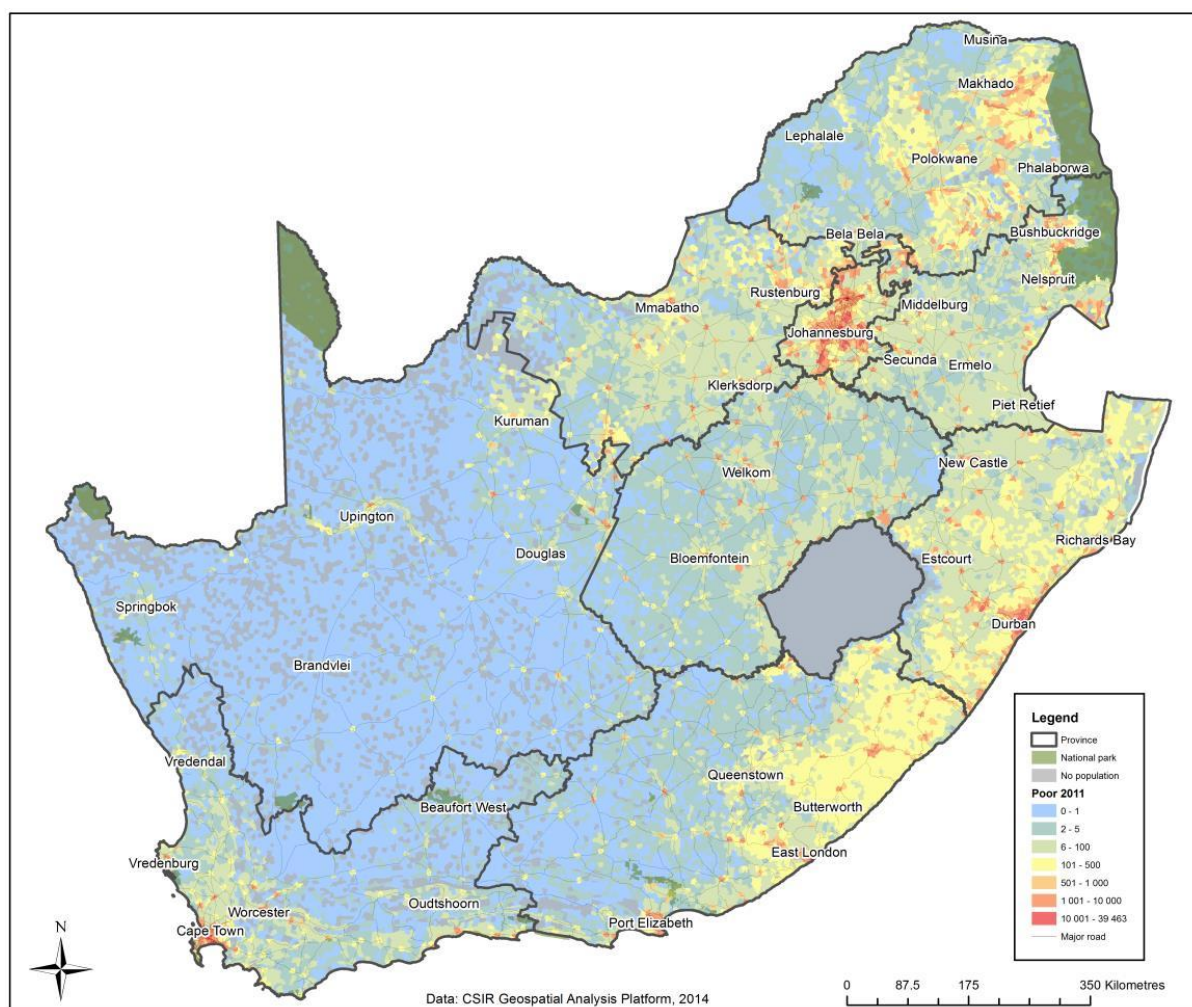 Musina
Makhado
Lephalale
Polokwane
Phalaborwa
Bela Bela
Bushbuckridge
Nelspruit
Rustenburg
Middelburg
Mmabatho
Johannesburg
Secunda
Ermelo
Klerksdorp
Piet Retief
Kuruman
New Castle
Welkom
Upington
Richards Bay
Douglas
Bloemfontein
Estcourt
Springbok
Durban
Brandvlei
Vredendal
Queenstown
Beaufort West
Butterworth
East London
Vredenburg
Oudtshoorn
Worcester
Port Elizabeth
Cape Town
Legend
Province
National park
No population
Poor 2011
0 - 1
2 - 5
6 - 100
101 - 500
501 - 1 000
1 001 - 10 000
10 001 - 39 463
Major road
N
0 87.5 175 350 Kilometres
Data: CSIR Geospatial Analysis Platform, 2014